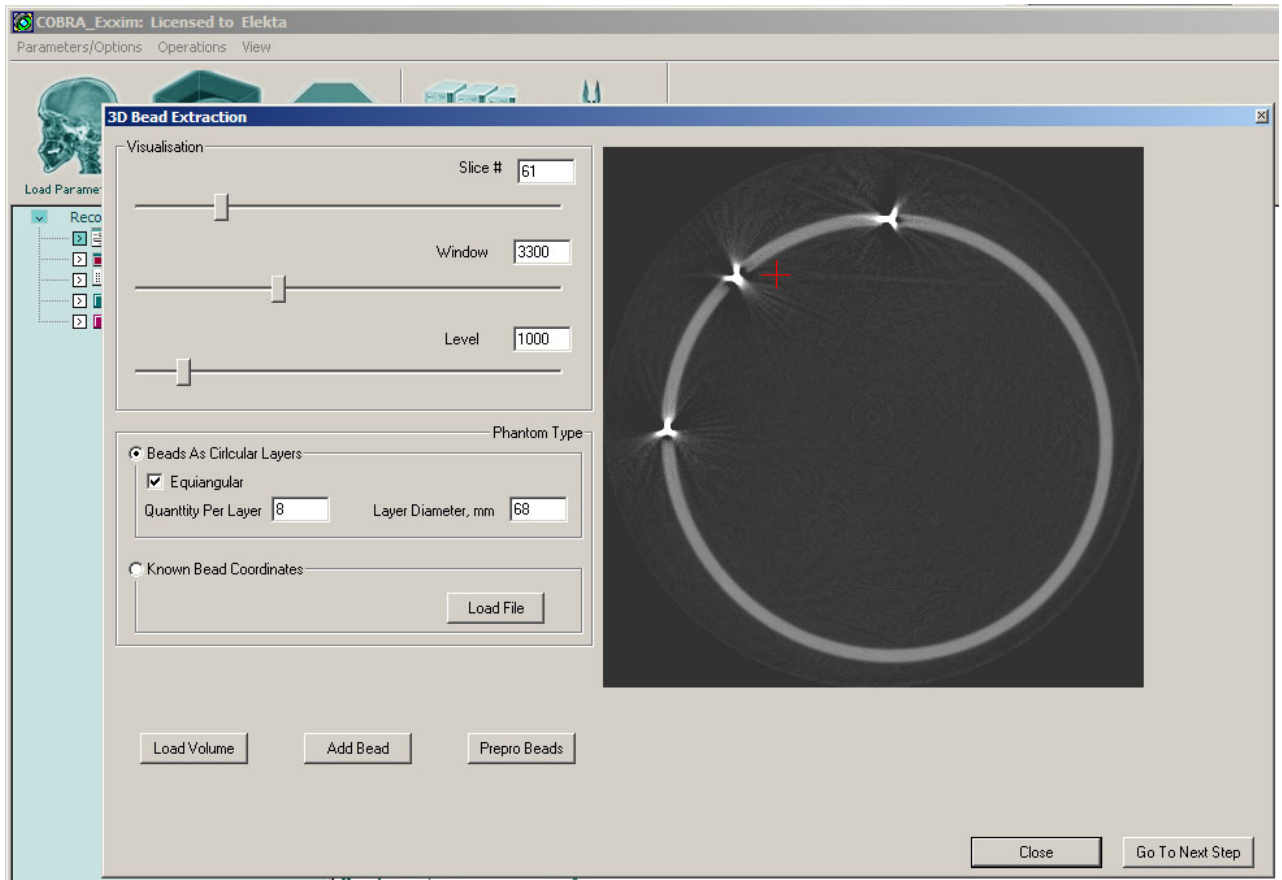 COBRA_Exxim: Licensed to Elekta
Parameters/Options Operations View
3D Bead Extraction
Visualisation
Slice # 61
Load Parame
Reco
Window 3300
Level 1000
Phantom Type
Beads As Cirlcular Layers
Equiangular
Quanttity Per Layer 8 Layer Diameter, mm 68
Known Bead Coordinates
Load File
Load Volume Add Bead Prepro Beads
Close Go To Next Step